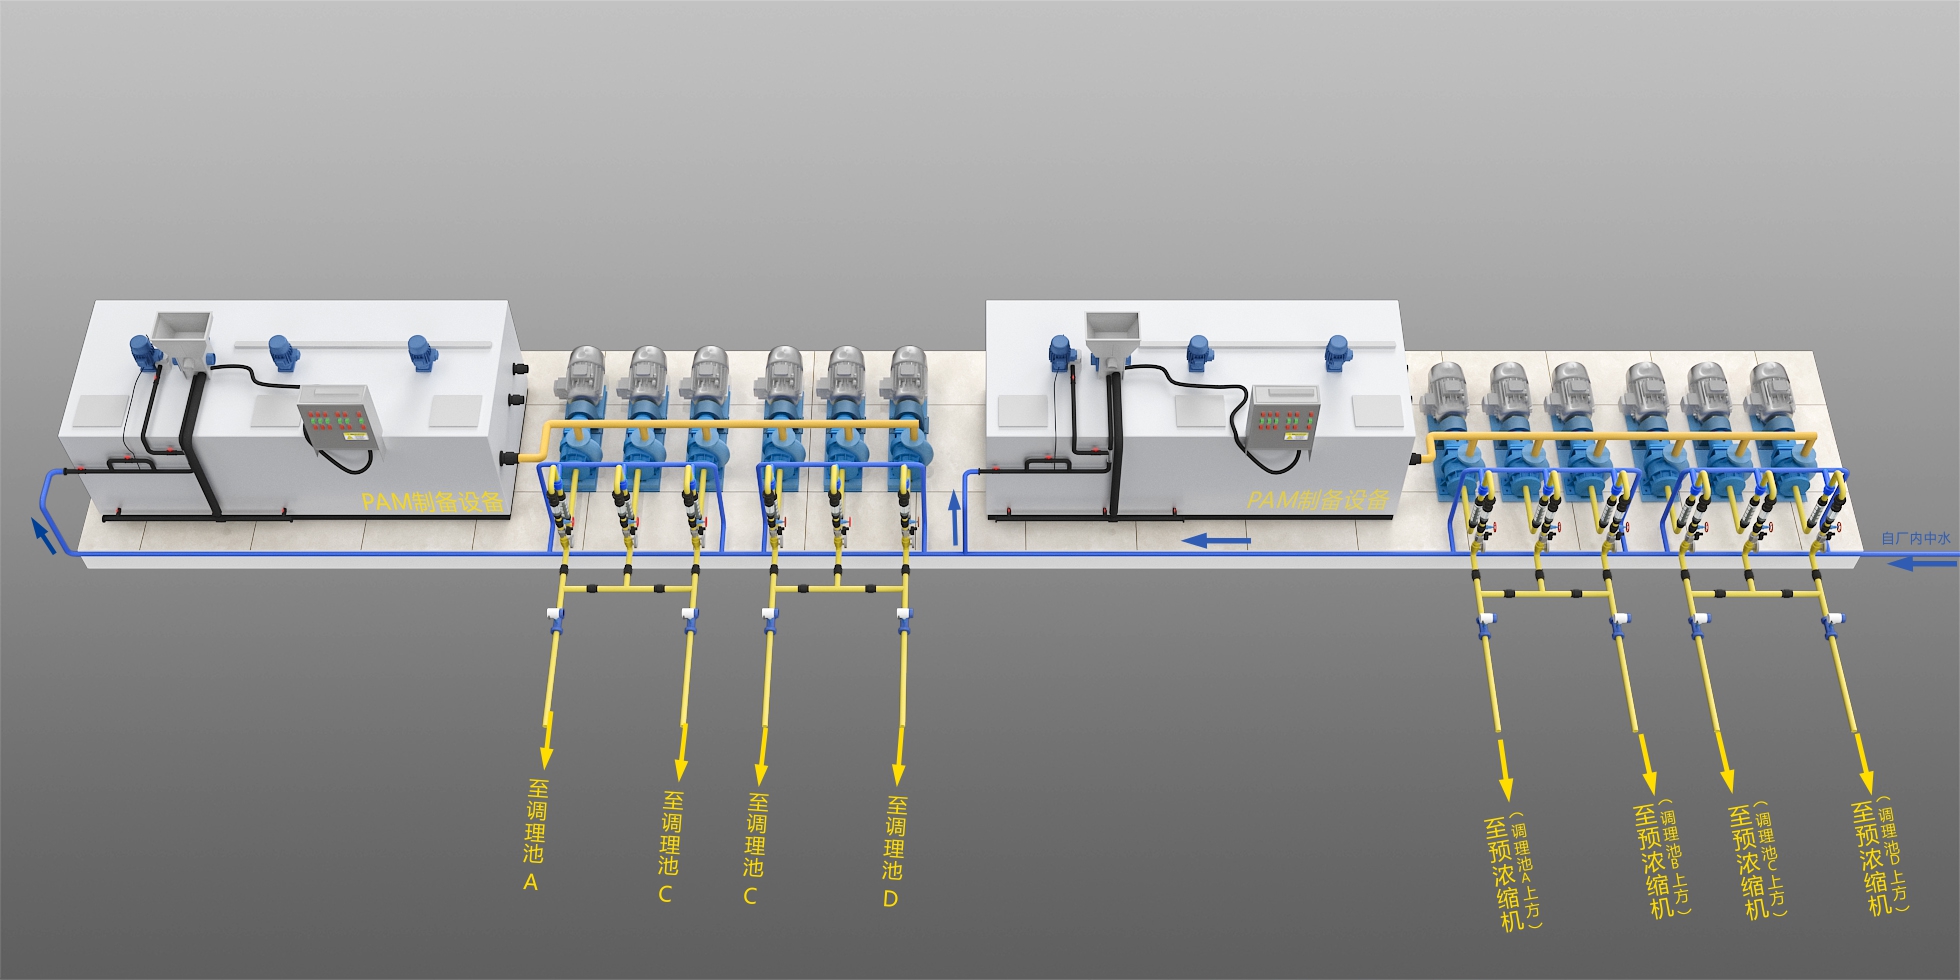 PAM制备设备
PAM制备设备
自厂内中水
至调理池A
至调理池C
至调理池C
至调理池D
至预浓缩机
(调理池A上方)
至预浓缩机
(调理池B上方)
至预浓缩机
(调理池C上方)
至预浓缩机
(调理池D上方)